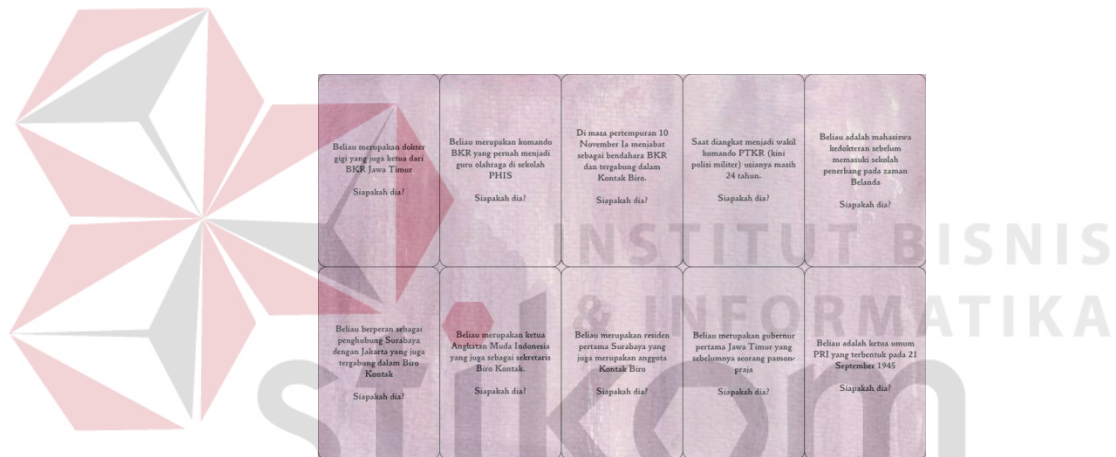 Beliau merupakan dokter
gigi yang juga ketua dari
BKR Jawa Timur
Siapakah dia?
Beliau merupakan komando
BKR yang pernah menjadi
guru olahraga di sekolah
PHIS
Siapakah dia?
Di masa pertempuran 10
November Ia menjabat
sebagai bendahara BKR
dan tergabung dalam
Kontak Biro.
Siapakah dia?
Saat diangkat menjadi wakil
komando PTKR (kini
polisi militer) usianya masih
24 tahun.
Siapakah dia?
Beliau adalah mahasiswa
kedokteran sebelum
memasuki sekolah
penerbang pada zaman
Belanda
Siapakah dia?
Beliau berperan sebagai
penghubung Surabaya
dengan Jakarta yang juga
tergabung dalam Biro
Kontak
Siapakah dia?
Beliau merupakan ketua
Angkatan Muda Indonesia
yang juga sebagai sekretaris
Biro Kontak.
Siapakah dia?
Beliau merupakan residen
pertama Surabaya yang
juga merupakan anggota
Kontak Biro
Siapakah dia?
Beliau merupakan gubernur
pertama Jawa Timur yang
sebelumnya seorang pamon-
praja
Siapakah dia?
Beliau adalah ketua umum
PRI yang terbentuk pada 21
September 1945
Siapakah dia?
INSTITUT BISNIS
& INFORMATIKA
stikom